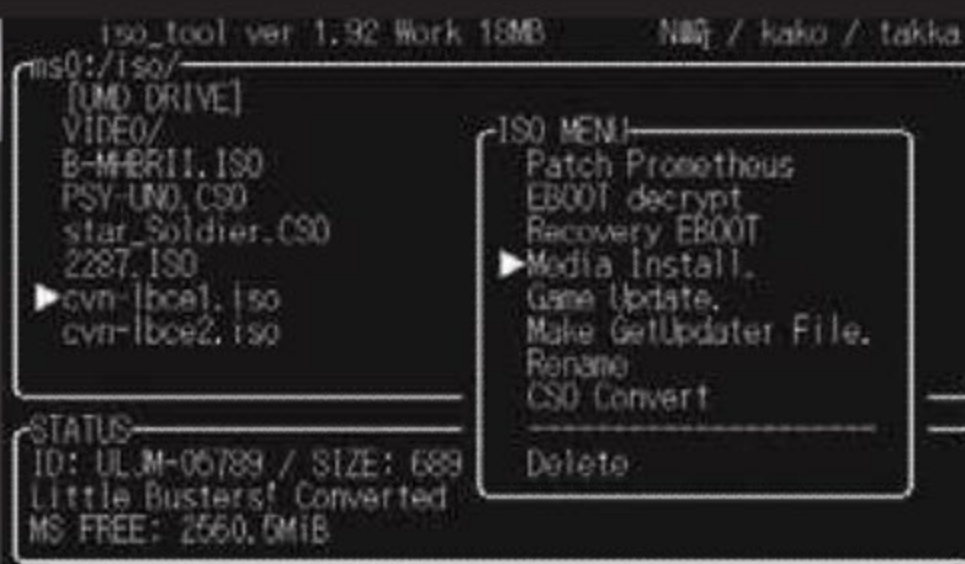 iso_tool ver 1.92 Work 18MB / kako / takka
ms0:/iso/
[UMD DRIVE]
VIDEO/
B-MHBRII.ISO
PSY-UNO.CSO
star_Soldier.CSO
2287.ISO
cvn-lbce1.iso
cvn-lbce2.iso
ISO MENU
Patch Prometheus
EBOOT decrypt
Recovery EBOOT
Media Install.
Game Update.
Make GetUpdater File.
Rename
CSO Convert
Delete
STATUS
ID: ULJM-05789 / SIZE: 689
Little Busters! Converted
MS FREE: 2560.5MiB